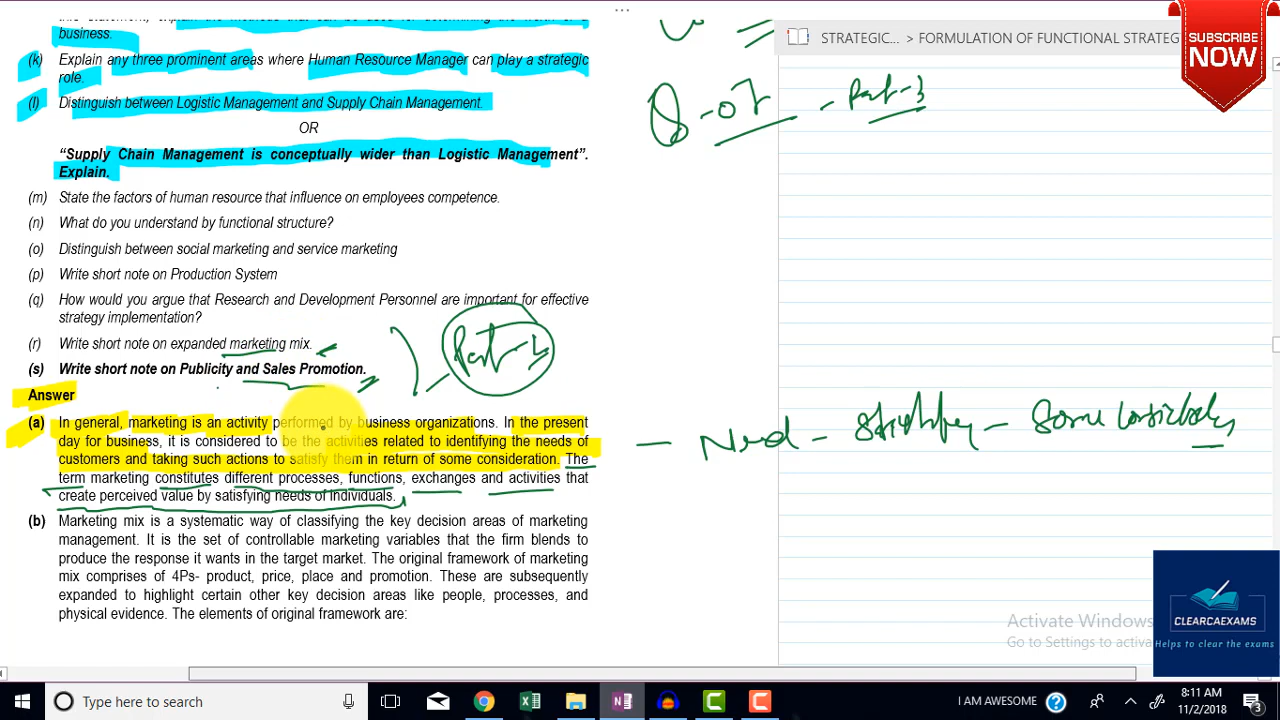 business.
(k) Explain any three prominent areas where Human Resource Manager can play a strategic
role.
(l) Distinguish between Logistic Management and Supply Chain Management.
OR
“Supply Chain Management is conceptually wider than Logistic Management”.
Explain.
(m) State the factors of human resource that influence on employees competence.
(n) What do you understand by functional structure?
(o) Distinguish between social marketing and service marketing
(p) Write short note on Production System
(q) How would you argue that Research and Development Personnel are important for effective
strategy implementation?
(r) Write short note on expanded marketing mix.
(s) Write short note on Publicity and Sales Promotion.
Part-3
Answer
(a) In general, marketing is an activity performed by business organizations. In the present
day for business, it is considered to be the activities related to identifying the needs of
customers and taking such actions to satisfy them in return of some consideration. The
term marketing constitutes different processes, functions, exchanges and activities that
create perceived value by satisfying needs of individuals.
(b) Marketing mix is a systematic way of classifying the key decision areas of marketing
management. It is the set of controllable marketing variables that the firm blends to
produce the response it wants in the target market. The original framework of marketing
mix comprises of 4Ps- product, price, place and promotion. These are subsequently
expanded to highlight certain other key decision areas like people, processes, and
physical evidence. The elements of original framework are:
STRATEGIC... > FORMULATION OF FUNCTIONAL STRATEG
SUBSCRIBE
NOW
Q-07 - Part-3
- Need - - Some
Activate Windows
Go to Settings to activa
CLEARCAEXAMS
Helps to clear the exams
Type here to search
I AM AWESOME
8:11 AM
11/2/2018
3